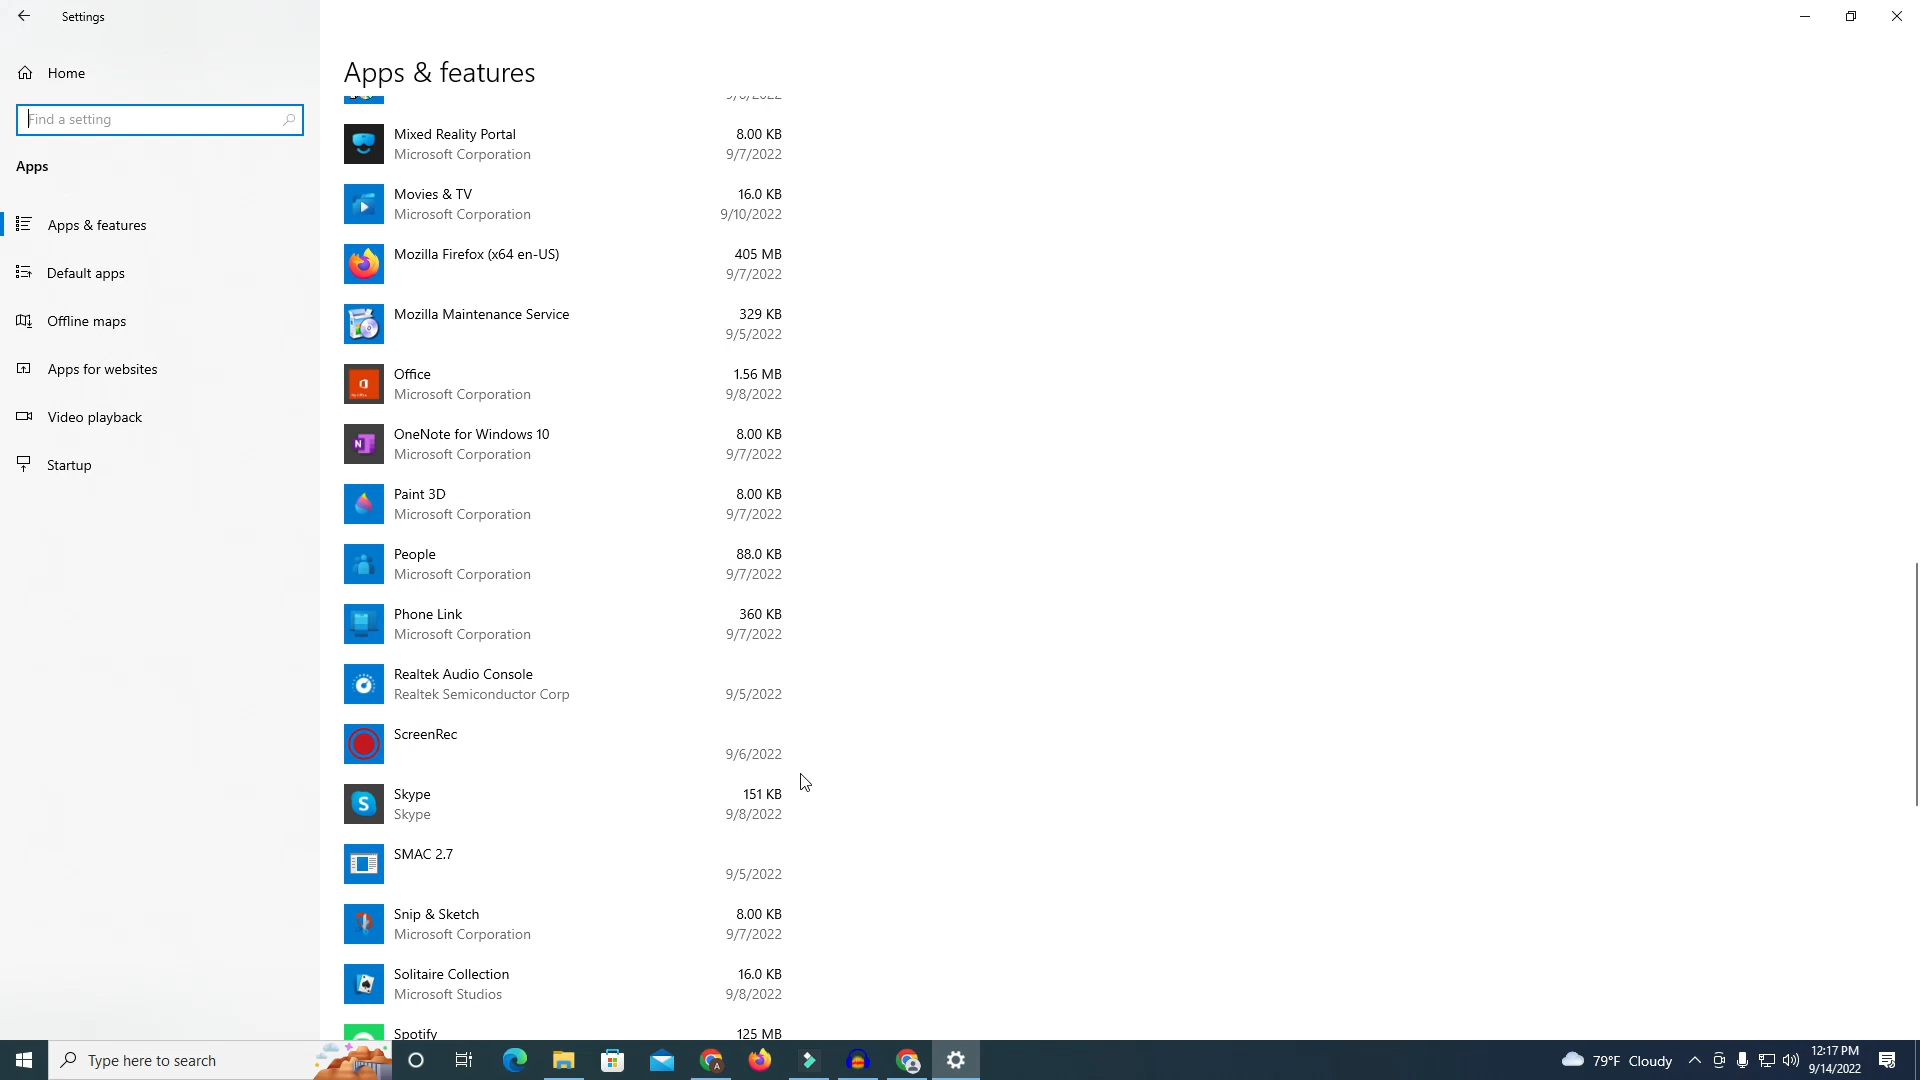 Settings
Home
Find a setting
Apps
Apps & features
Default apps
Offline maps
Apps for websites
Video playback
Startup
Apps & features
Mixed Reality Portal 8.00 KB
Microsoft Corporation 9/7/2022
Movies & TV 16.0 KB
Microsoft Corporation 9/10/2022
Mozilla Firefox (x64 en-US) 405 MB
9/7/2022
Mozilla Maintenance Service 329 KB
9/5/2022
Office 1.56 MB
Microsoft Corporation 9/8/2022
OneNote for Windows 10 8.00 KB
Microsoft Corporation 9/7/2022
Paint 3D 8.00 KB
Microsoft Corporation 9/7/2022
People 88.0 KB
Microsoft Corporation 9/7/2022
Phone Link 360 KB
Microsoft Corporation 9/7/2022
Realtek Audio Console
Realtek Semiconductor Corp 9/5/2022
ScreenRec
9/6/2022
Skype 151 KB
Skype 9/8/2022
SMAC 2.7
9/5/2022
Snip & Sketch 8.00 KB
Microsoft Corporation 9/7/2022
Solitaire Collection 16.0 KB
Microsoft Studios 9/8/2022
Spotify 125 MB
Type here to search
79°F Cloudy
12:17 PM
9/14/2022